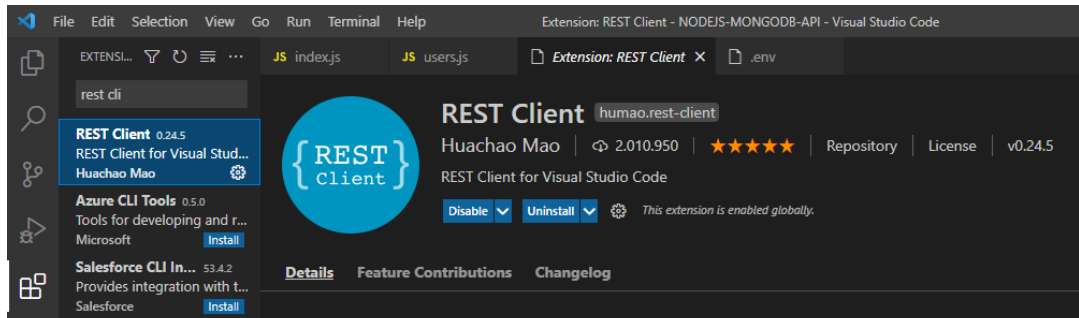 File Edit Selection View Go Run Terminal Help Extension: REST Client - NODEJS-MONGODB-API - Visual Studio Code
EXTENSI... JS index.js JS users.js Extension: REST Client .env
rest cli
REST Client 0.24.5
REST Client for Visual Stud...
Huachao Mao
Azure CLI Tools 0.5.0
Tools for developing and r...
Microsoft Install
Salesforce CLI In... 53.4.2
Provides integration with t...
Salesforce Install
{ REST }
Client
REST Client humao.rest-client
Huachao Mao 2.010.950 ★★★★★ Repository License v0.24.5
REST Client for Visual Studio Code
Disable Uninstall This extension is enabled globally.
Details Feature Contributions Changelog